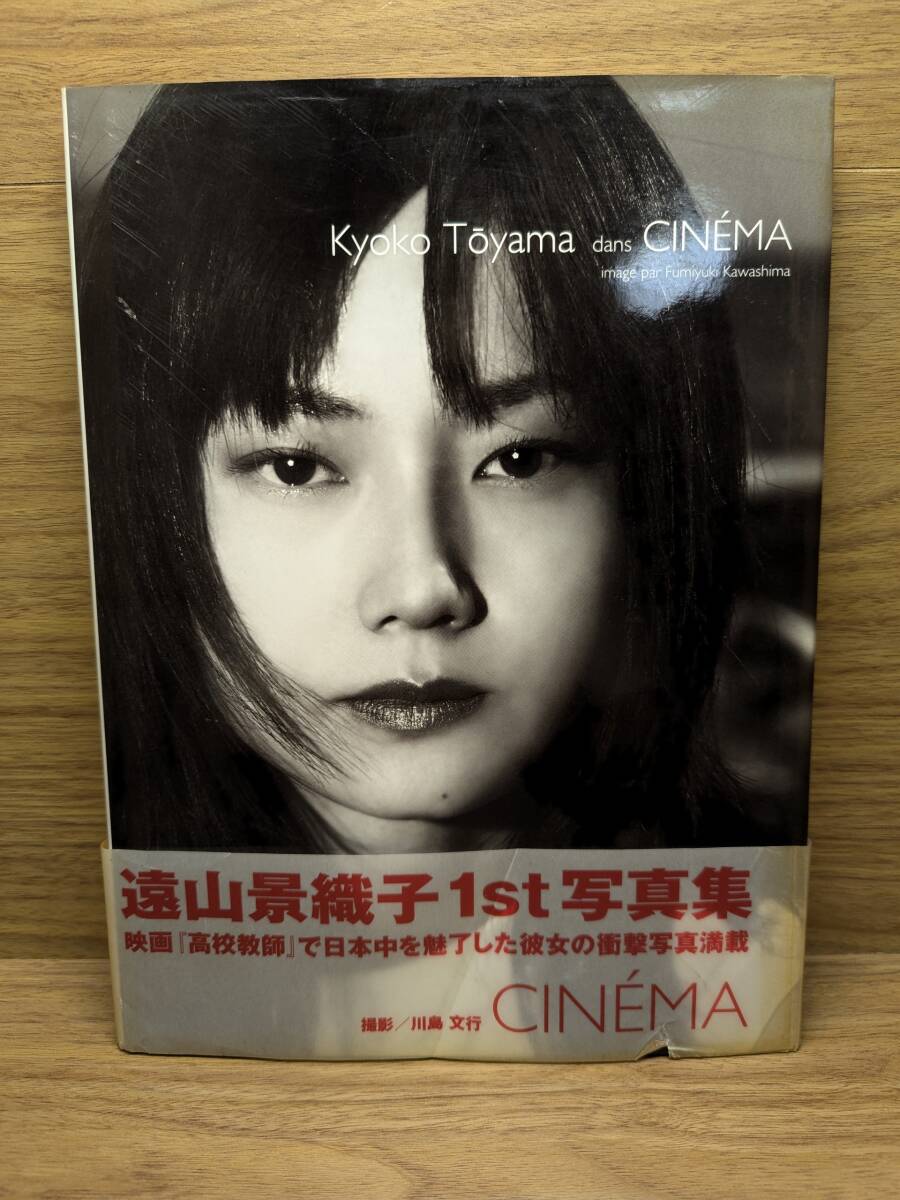 Kyoko Tōyama dans CINÉMA
image par Fumiyuki Kawashima
遠山景織子1st写真集
映画『高校教師』で日本中を魅了した彼女の衝撃写真満載
撮影／川島 文行 CINÉMA